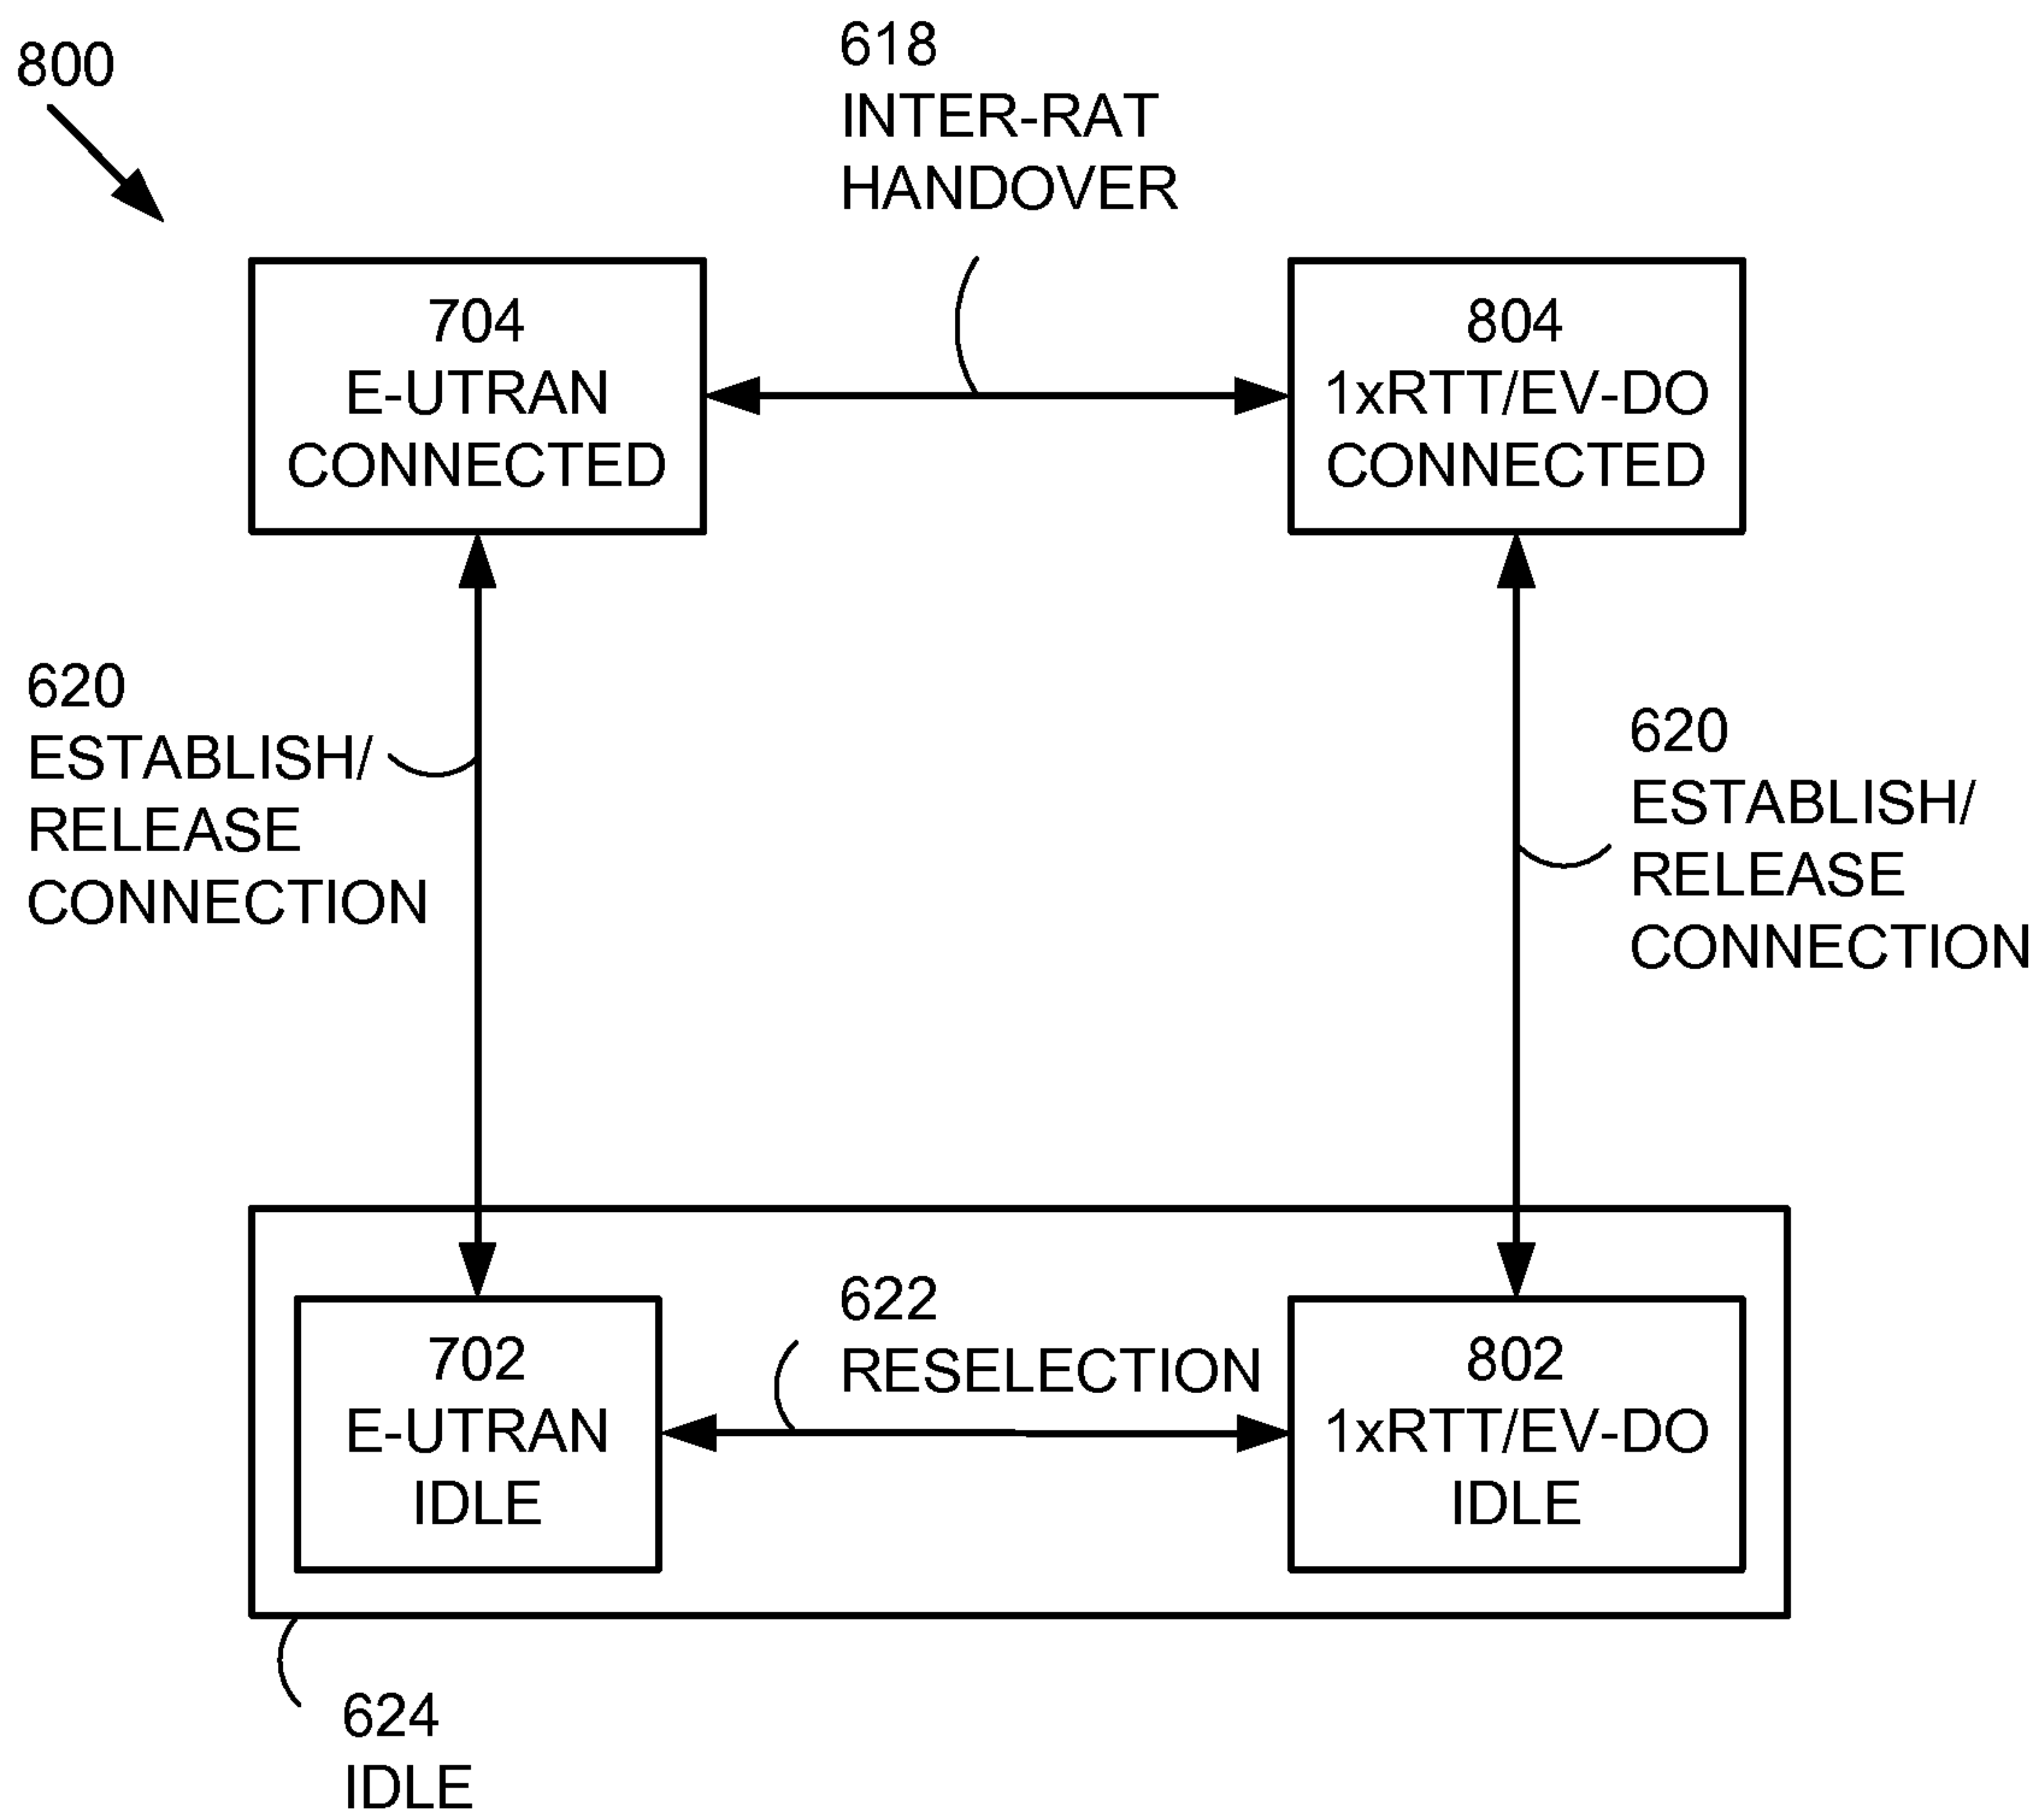 800
618
INTER-RAT
HANDOVER
704
E-UTRAN
CONNECTED
804
1xRTT/EV-DO
CONNECTED
620
ESTABLISH/
RELEASE
CONNECTION
620
ESTABLISH/
RELEASE
CONNECTION
702
E-UTRAN
IDLE
622
RESELECTION
802
1xRTT/EV-DO
IDLE
624
IDLE